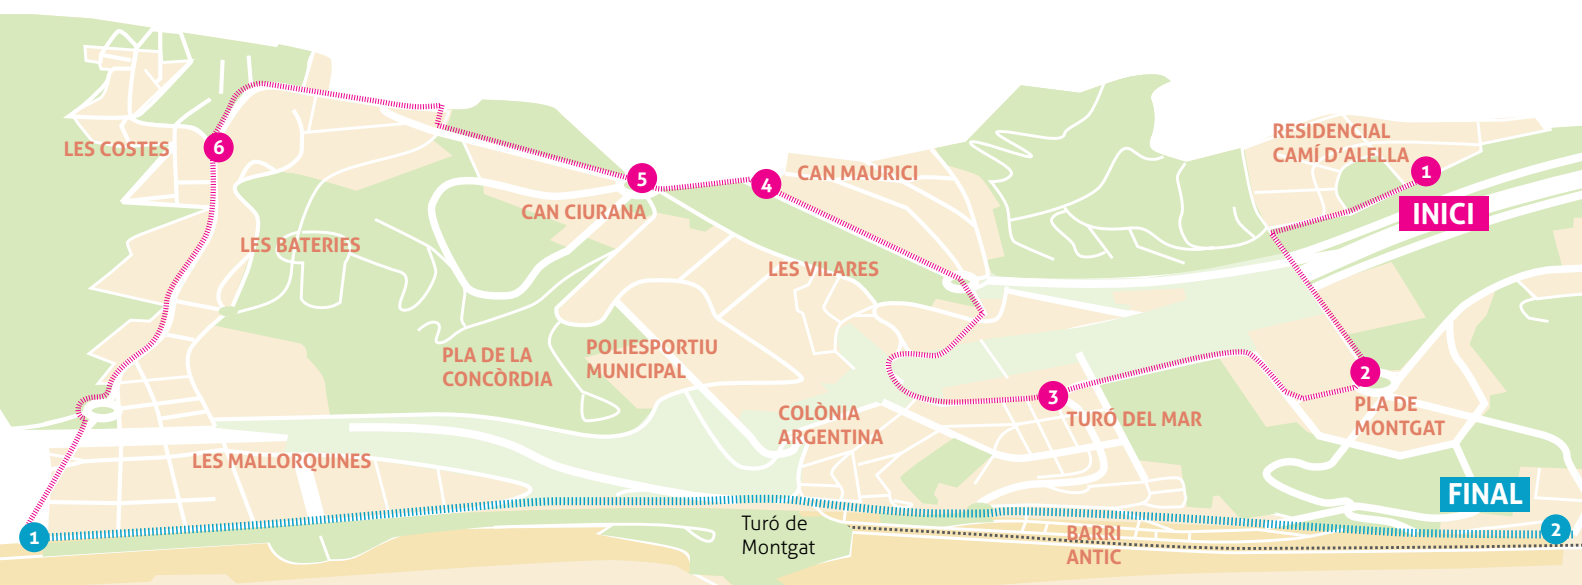 RESIDENCIAL
CAMÍ D'ALELLA
1
INICI
LES COSTES
6
5
4
CAN MAURICI
CAN CIURANA
LES BATERIES
LES VILARES
PLA DE LA
CONCÒRDIA
POLIESPORTIU
MUNICIPAL
2
PLA DE
MONTGAT
3
TURÓ DEL MAR
COLÒNIA
ARGENTINA
LES MALLORQUINES
FINAL
1
Turó de
Montgat
BARRI
ANTIC
2